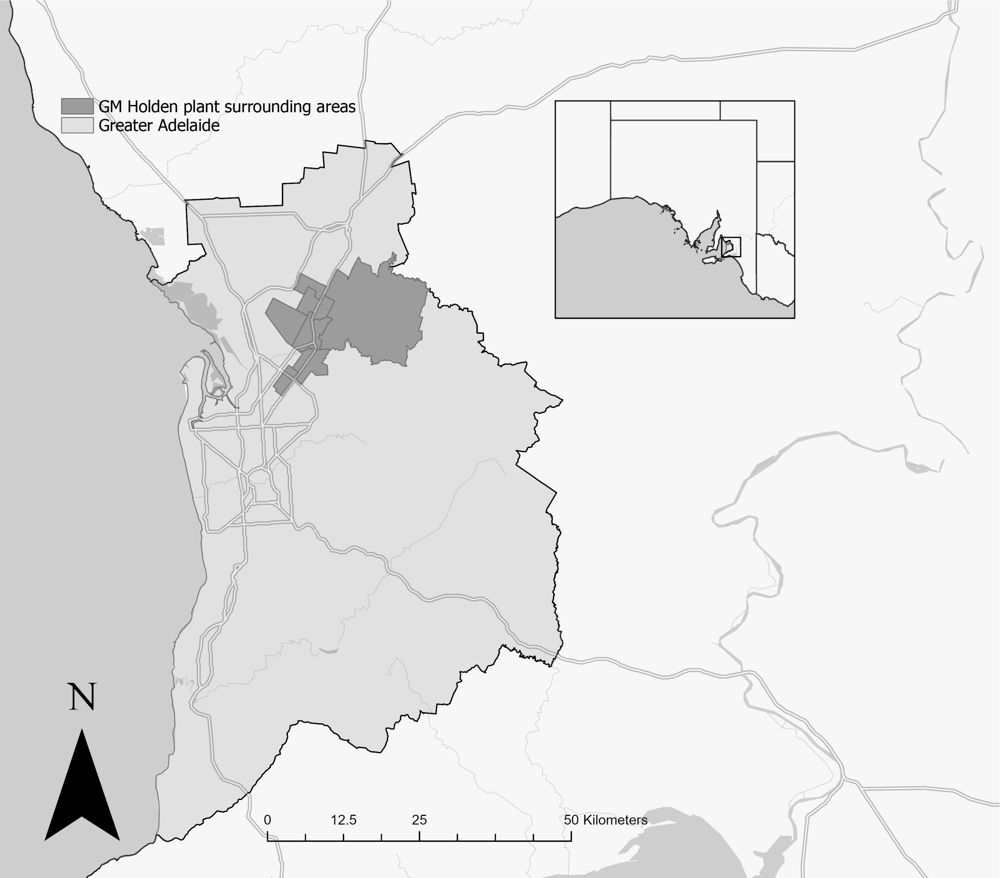 GM Holden plant surrounding areas
Greater Adelaide
N
0 12.5 25 50 Kilometers